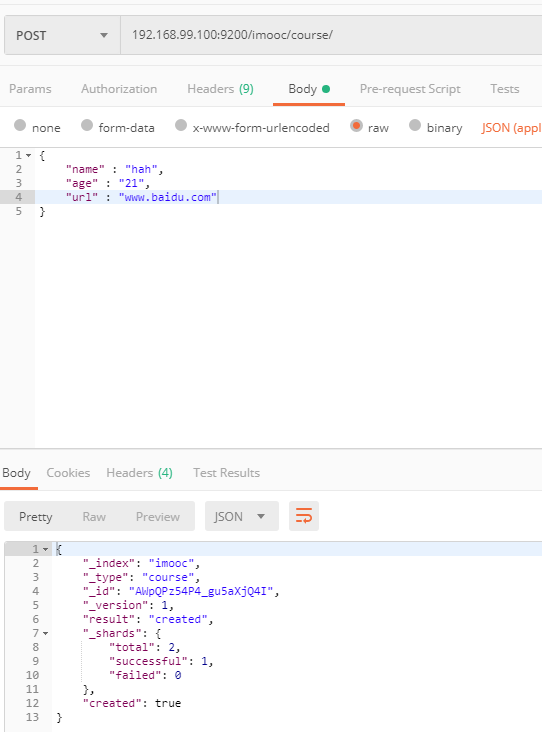 POST 192.168.99.100:9200/imooc/course/
Params Authorization Headers (9) Body Pre-request Script Tests
none form-data x-www-form-urlencoded raw binary JSON (appl
1 {
2 "name" : "hah",
3 "age" : "21",
4 "url" : "www.baidu.com"
5 }
Body Cookies Headers (4) Test Results
Pretty Raw Preview JSON
1 {
2 "_index": "imooc",
3 "_type": "course",
4 "_id": "AWpQPz54P4_gu5aXjQ4I",
5 "_version": 1,
6 "result": "created",
7 "_shards": {
8 "total": 2,
9 "successful": 1,
10 "failed": 0
11 },
12 "created": true
13 }